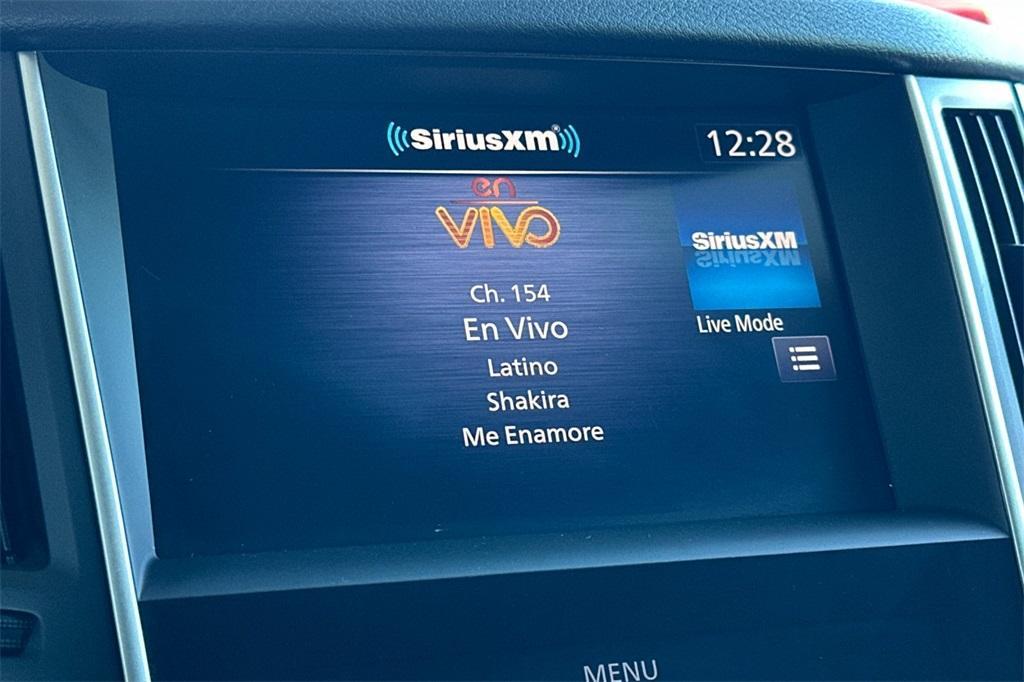 SiriusXM
12:28
en
VIVO
SiriusXM
Ch. 154
En Vivo
Live Mode
Latino
Shakira
Me Enamore
MENU